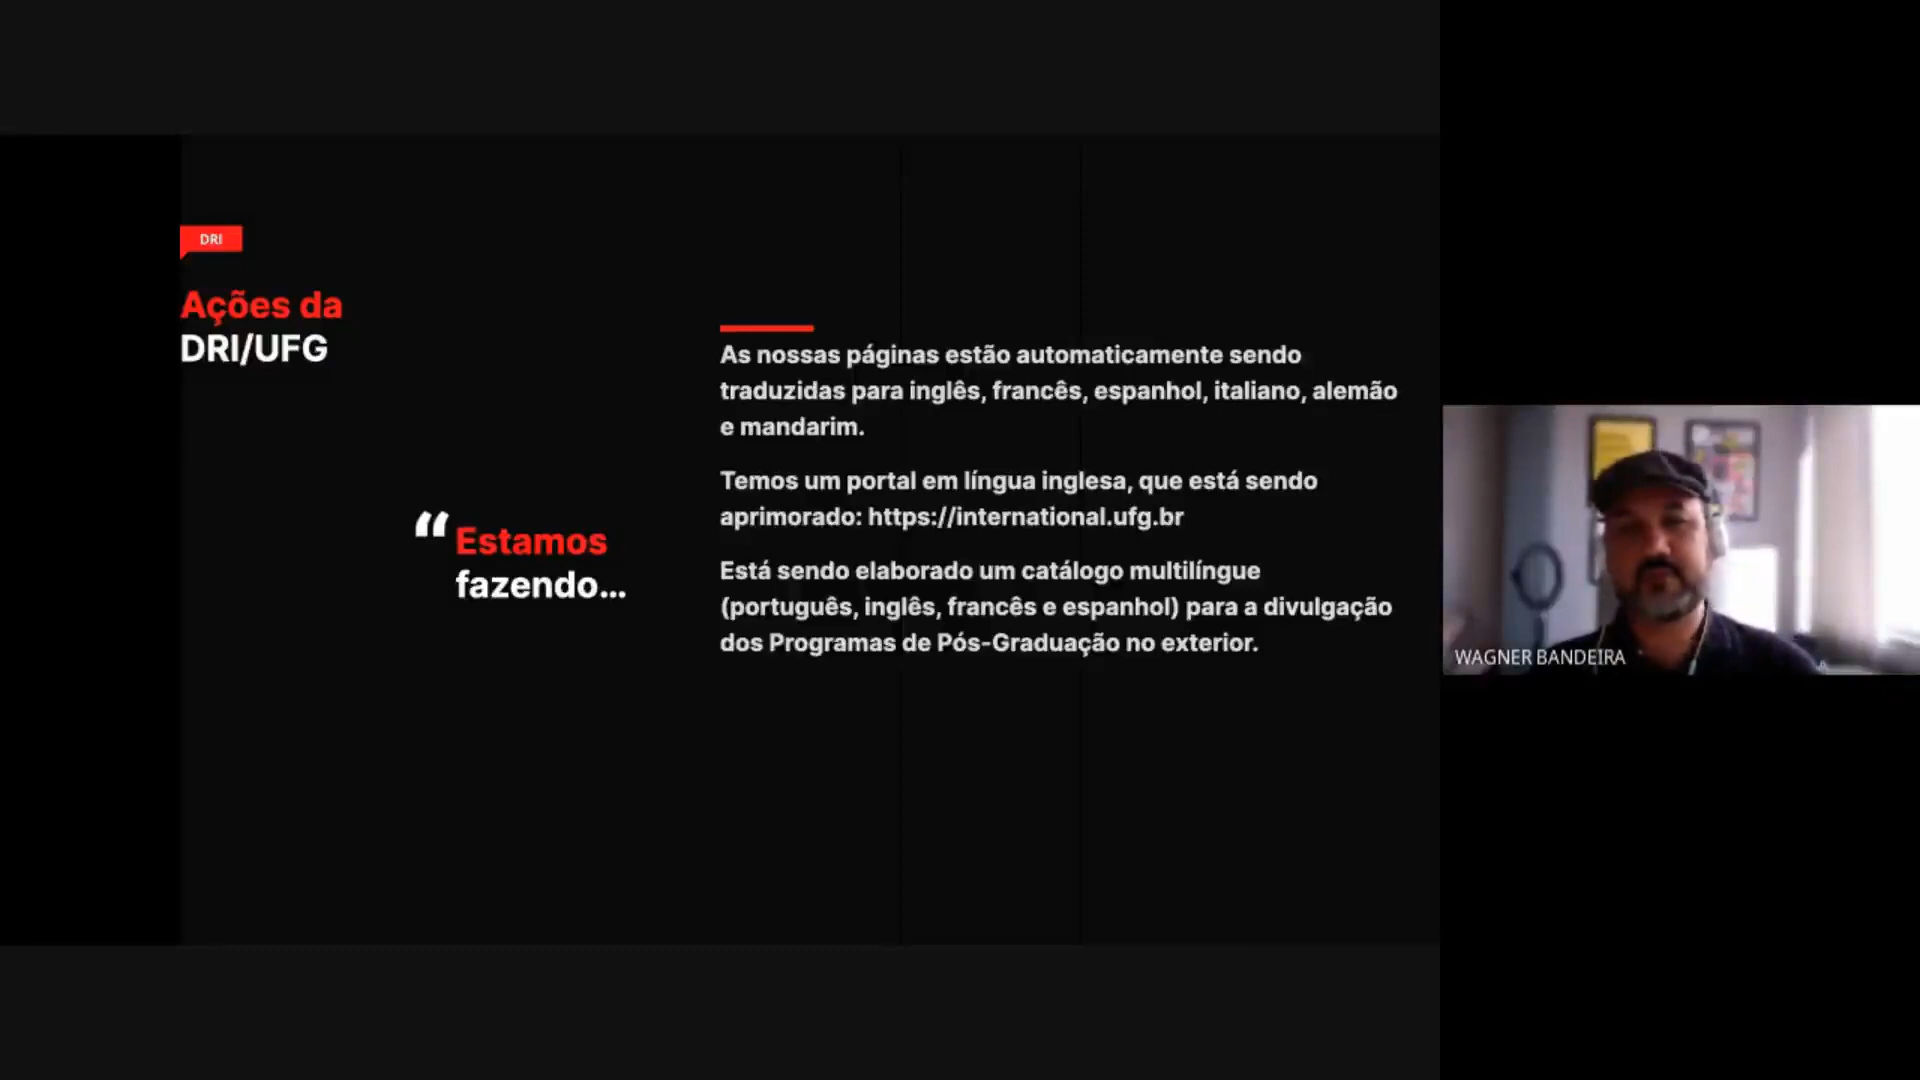 DRI
Ações da
DRI/UFG
“Estamos
fazendo...
As nossas páginas estão automaticamente sendo
traduzidas para inglês, francês, espanhol, italiano, alemão
e mandarim.
Temos um portal em língua inglesa, que está sendo
aprimorado: https://international.ufg.br
Está sendo elaborado um catálogo multilíngue
(português, inglês, francês e espanhol) para a divulgação
dos Programas de Pós-Graduação no exterior.
WAGNER BANDEIRA